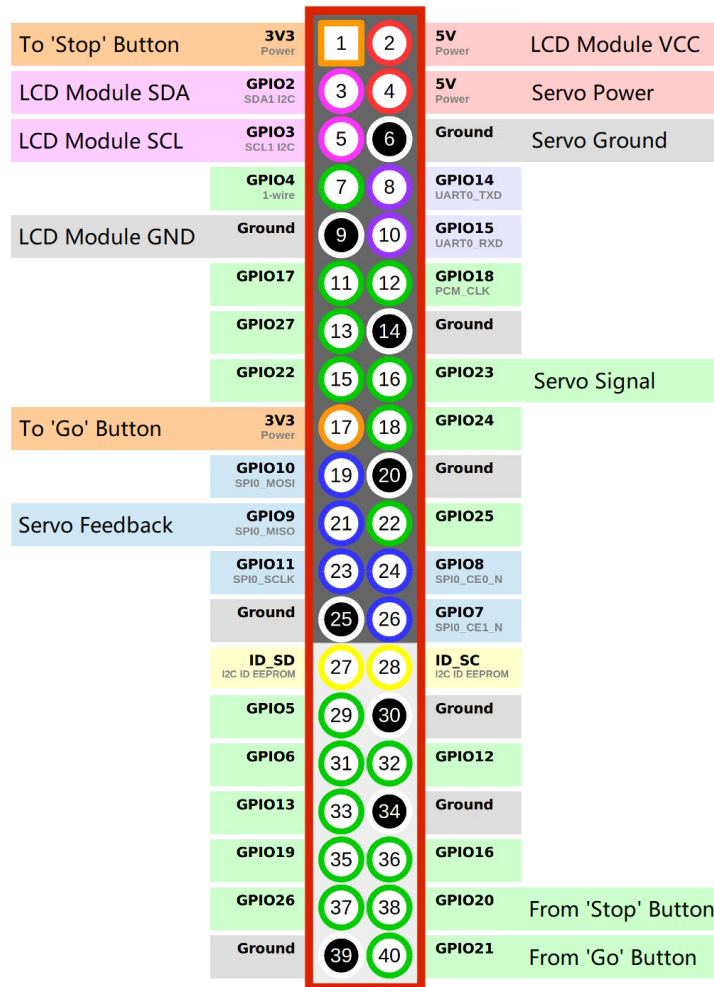 To 'Stop' Button 3V3 Power 1 2 5V Power LCD Module VCC
LCD Module SDA GPIO2 SDA1 I2C 3 4 5V Power Servo Power
LCD Module SCL GPIO3 SCL1 I2C 5 6 Ground Servo Ground
GPIO4 1-wire 7 8 GPIO14 UART0_TXD
LCD Module GND Ground 9 10 GPIO15 UART0_RXD
GPIO17 11 12 GPIO18 PCM_CLK
GPIO27 13 14 Ground
GPIO22 15 16 GPIO23 Servo Signal
To 'Go' Button 3V3 Power 17 18 GPIO24
GPIO10 SPI0_MOSI 19 20 Ground
Servo Feedback GPIO9 SPI0_MISO 21 22 GPIO25
GPIO11 SPI0_SCLK 23 24 GPIO8 SPI0_CE0_N
Ground 25 26 GPIO7 SPI0_CE1_N
ID_SD I2C ID EEPROM 27 28 ID_SC I2C ID EEPROM
GPIO5 29 30 Ground
GPIO6 31 32 GPIO12
GPIO13 33 34 Ground
GPIO19 35 36 GPIO16
GPIO26 37 38 GPIO20 From 'Stop' Button
Ground 39 40 GPIO21 From 'Go' Button